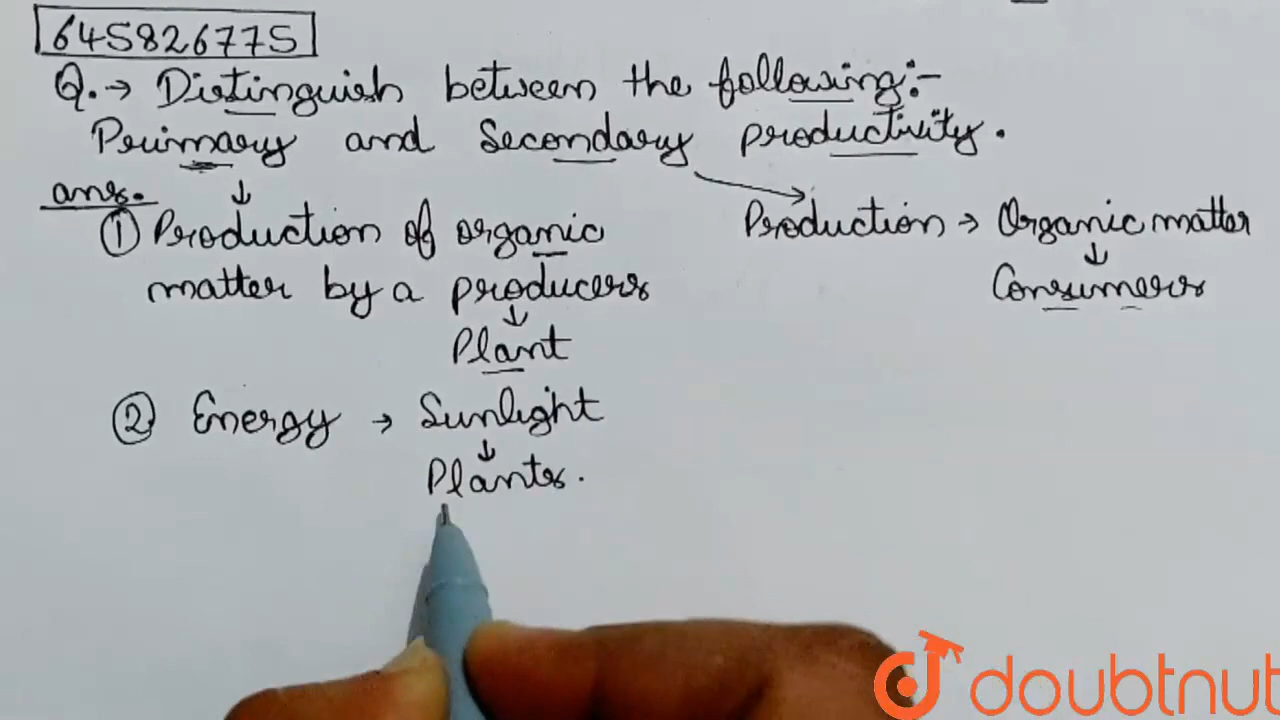 645826775
Q.→ Distinguish between the following:-
Primary and Secondary productivity.
ans.
① Production of organic
matter by a producers
↓
Plant
Production → Organic matter
↓
Consumers
② Energy → Sunlight
↓
Plants.
doubtnut